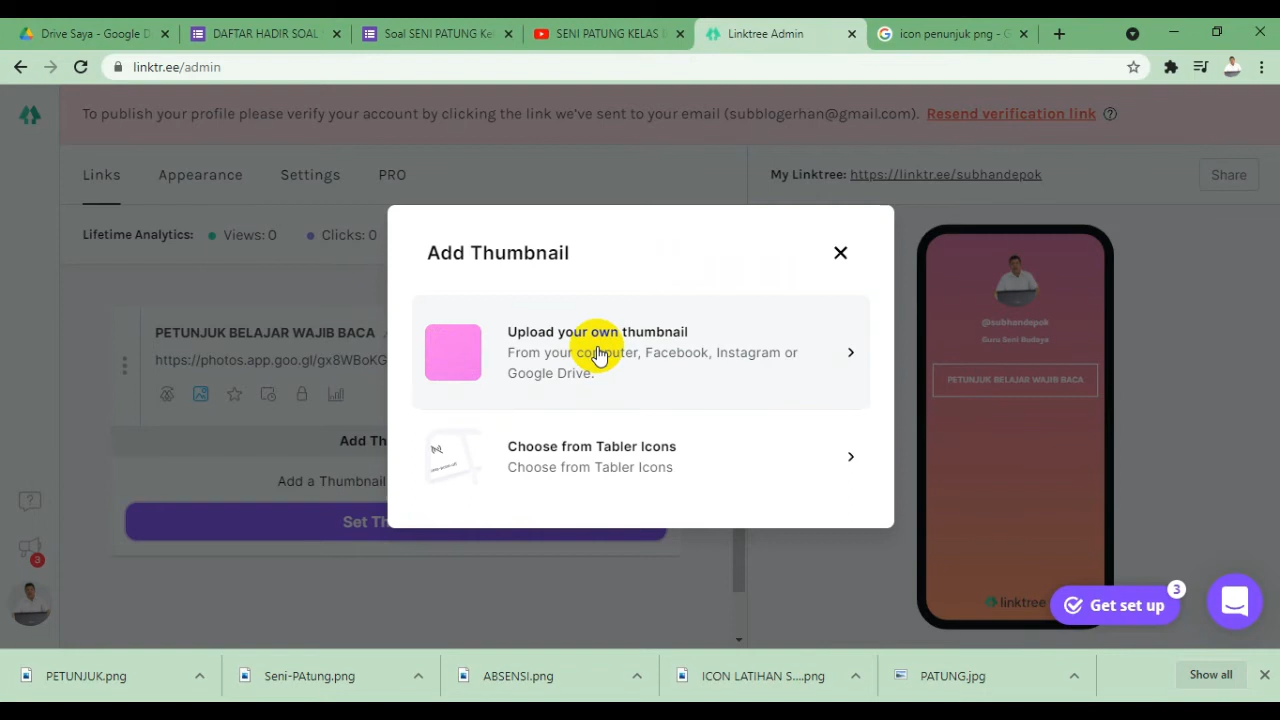 Drive Saya - Google D
DAFTAR HADIR SOAL
Soal SENI PATUNG Ke
SENI PATUNG KELAS
Linktree Admin
icon penunjuk png - G
linktr.ee/admin
To publish your profile please verify your account by clicking the link we've sent to your email (subblogerhan@gmail.com). Resend verification link
Links Appearance Settings PRO
My Linktree: https://linktr.ee/subhandepok
Share
Lifetime Analytics: Views: 0 Clicks: 0
Add Thumbnail
Upload your own thumbnail
From your computer, Facebook, Instagram or
Google Drive.
Choose from Tabler Icons
Choose from Tabler Icons
PETUNJUK BELAJAR WAJIB BACA
https://photos.app.goo.gl/gx8WBoKG
Add Th
Add a Thumbnail
Set Th
@subhandepok
Guru Seni Budaya
PETUNJUK BELAJAR WAJIB BACA
linktree
Get set up
3
3
PETUNJUK.png
Seni-PAtung.png
ABSENSI.png
ICON LATIHAN S....png
PATUNG.jpg
Show all